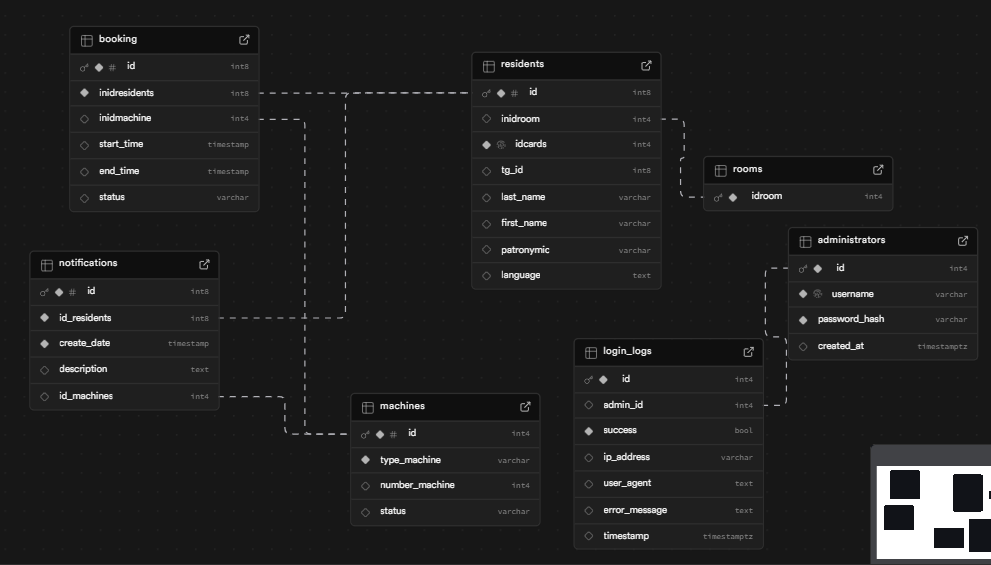 booking
# id int8
inidresidents int8
inidmachine int4
start_time timestamp
end_time timestamp
status varchar
residents
# id int8
inidroom int4
idcards int4
tg_id int8
last_name varchar
first_name varchar
patronymic varchar
language text
rooms
idroom int4
administrators
id int4
username varchar
password_hash varchar
created_at timestamptz
notifications
# id int8
id_residents int8
create_date timestamp
description text
id_machines int4
machines
# id int4
type_machine varchar
number_machine int4
status varchar
login_logs
id int4
admin_id int4
success bool
ip_address varchar
user_agent text
error_message text
timestamp timestamptz